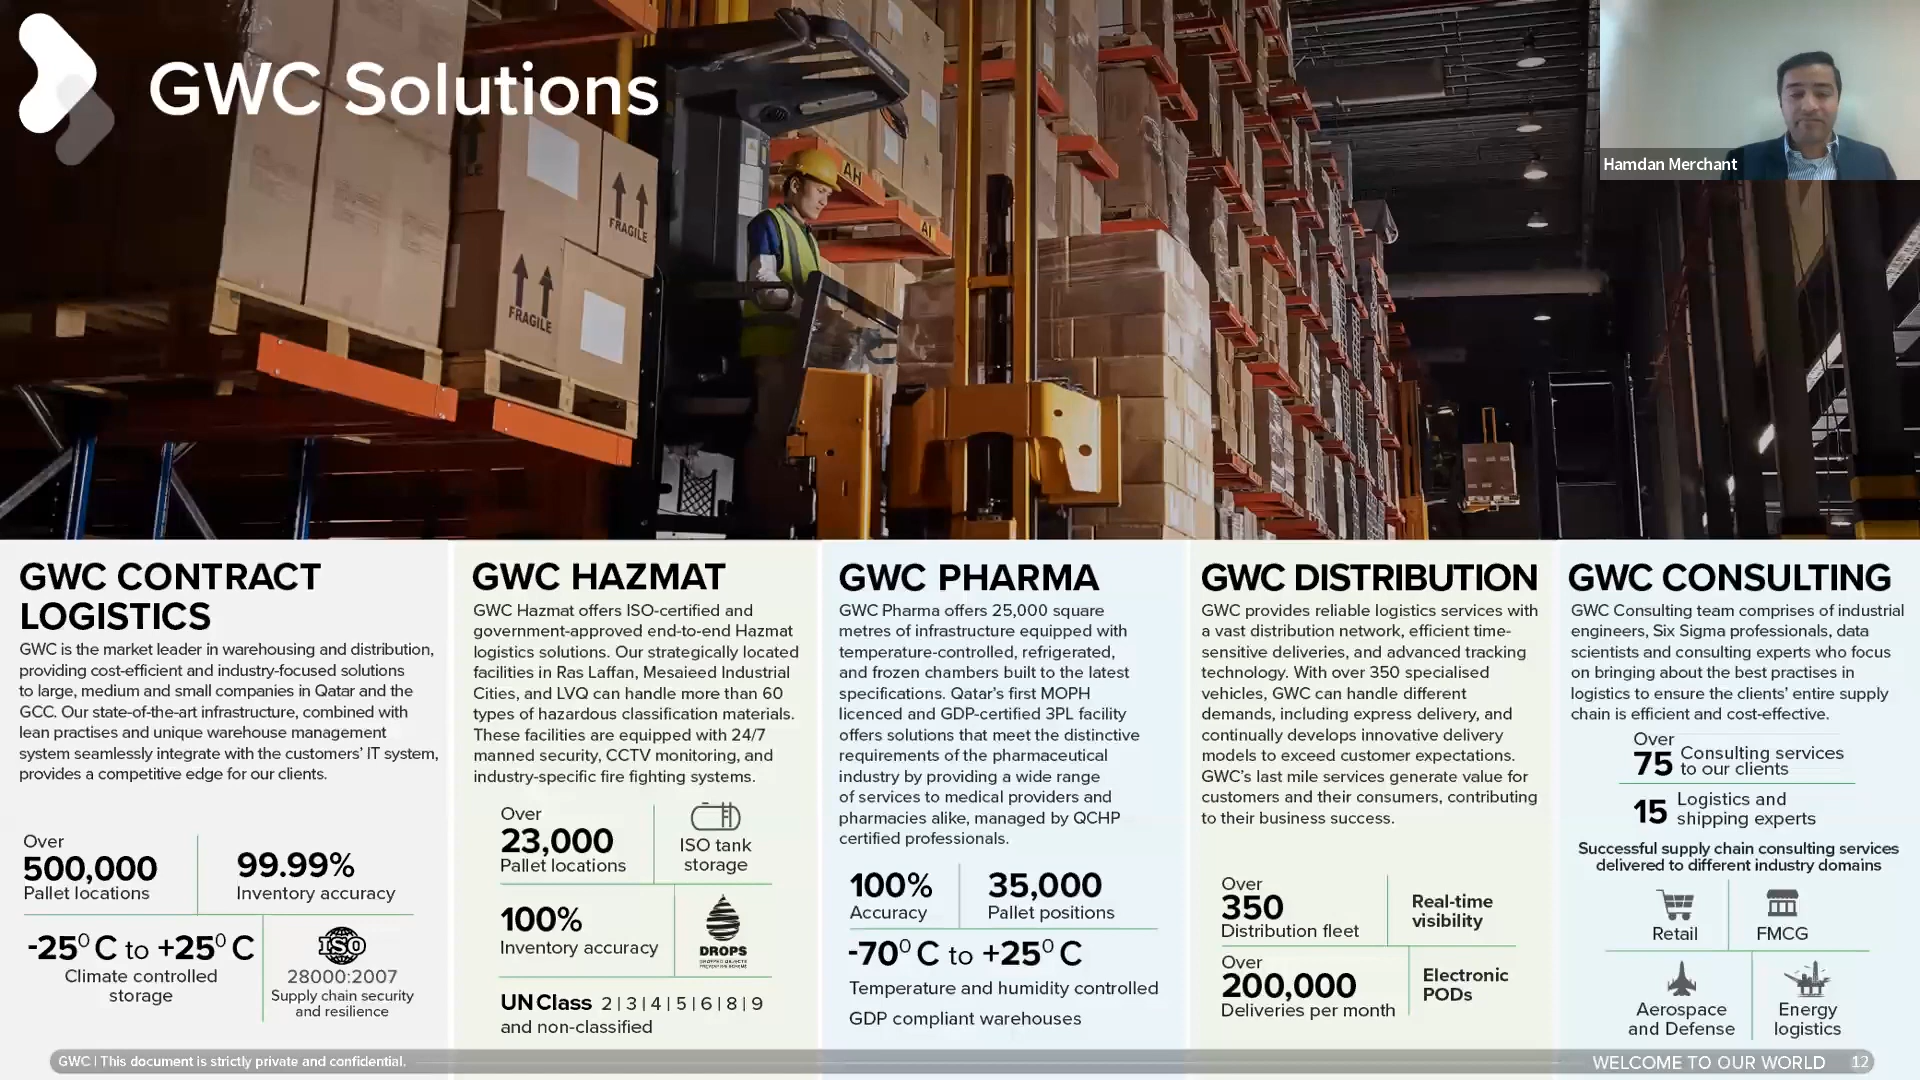 GWC Solutions
Hamdan Merchant
AH
AI
FRAGILE
FRAGILE
GWC CONTRACT
LOGISTICS
GWC is the market leader in warehousing and distribution,
providing cost-efficient and industry-focused solutions
to large, medium and small companies in Qatar and the
GCC. Our state-of-the-art infrastructure, combined with
lean practises and unique warehouse management
system seamlessly integrate with the customers' IT system,
provides a competitive edge for our clients.
Over
500,000
Pallet locations
99.99%
Inventory accuracy
-25⁰ C to +25⁰ C
Climate controlled
storage
ISO
28000:2007
Supply chain security
and resilience
GWC HAZMAT
GWC Hazmat offers ISO-certified and
government-approved end-to-end Hazmat
logistics solutions. Our strategically located
facilities in Ras Laffan, Mesaieed Industrial
Cities, and LVQ can handle more than 60
types of hazardous classification materials.
These facilities are equipped with 24/7
manned security, CCTV monitoring, and
industry-specific fire fighting systems.
Over
23,000
Pallet locations
ISO tank
storage
100%
Inventory accuracy
DROPS
UN Class 2 | 3 | 4 | 5 | 6 | 8 | 9
and non-classified
GWC PHARMA
GWC Pharma offers 25,000 square
metres of infrastructure equipped with
temperature-controlled, refrigerated,
and frozen chambers built to the latest
specifications. Qatar's first MOPH
licenced and GDP-certified 3PL facility
offers solutions that meet the distinctive
requirements of the pharmaceutical
industry by providing a wide range
of services to medical providers and
pharmacies alike, managed by QCHP
certified professionals.
100%
Accuracy
35,000
Pallet positions
-70⁰ C to +25⁰ C
Temperature and humidity controlled
GDP compliant warehouses
GWC DISTRIBUTION
GWC provides reliable logistics services with
a vast distribution network, efficient time-
sensitive deliveries, and advanced tracking
technology. With over 350 specialised
vehicles, GWC can handle different
demands, including express delivery, and
continually develops innovative delivery
models to exceed customer expectations.
GWC's last mile services generate value for
customers and their consumers, contributing
to their business success.
Over
350
Distribution fleet
Real-time
visibility
Over
200,000
Deliveries per month
Electronic
PODs
GWC CONSULTING
GWC Consulting team comprises of industrial
engineers, Six Sigma professionals, data
scientists and consulting experts who focus
on bringing about the best practises in
logistics to ensure the clients' entire supply
chain is efficient and cost-effective.
Over
75 Consulting services
to our clients
15 Logistics and
shipping experts
Successful supply chain consulting services
delivered to different industry domains
Retail
FMCG
Aerospace
and Defense
Energy
logistics
GWC | This document is strictly private and confidential.
WELCOME TO OUR WORLD 12